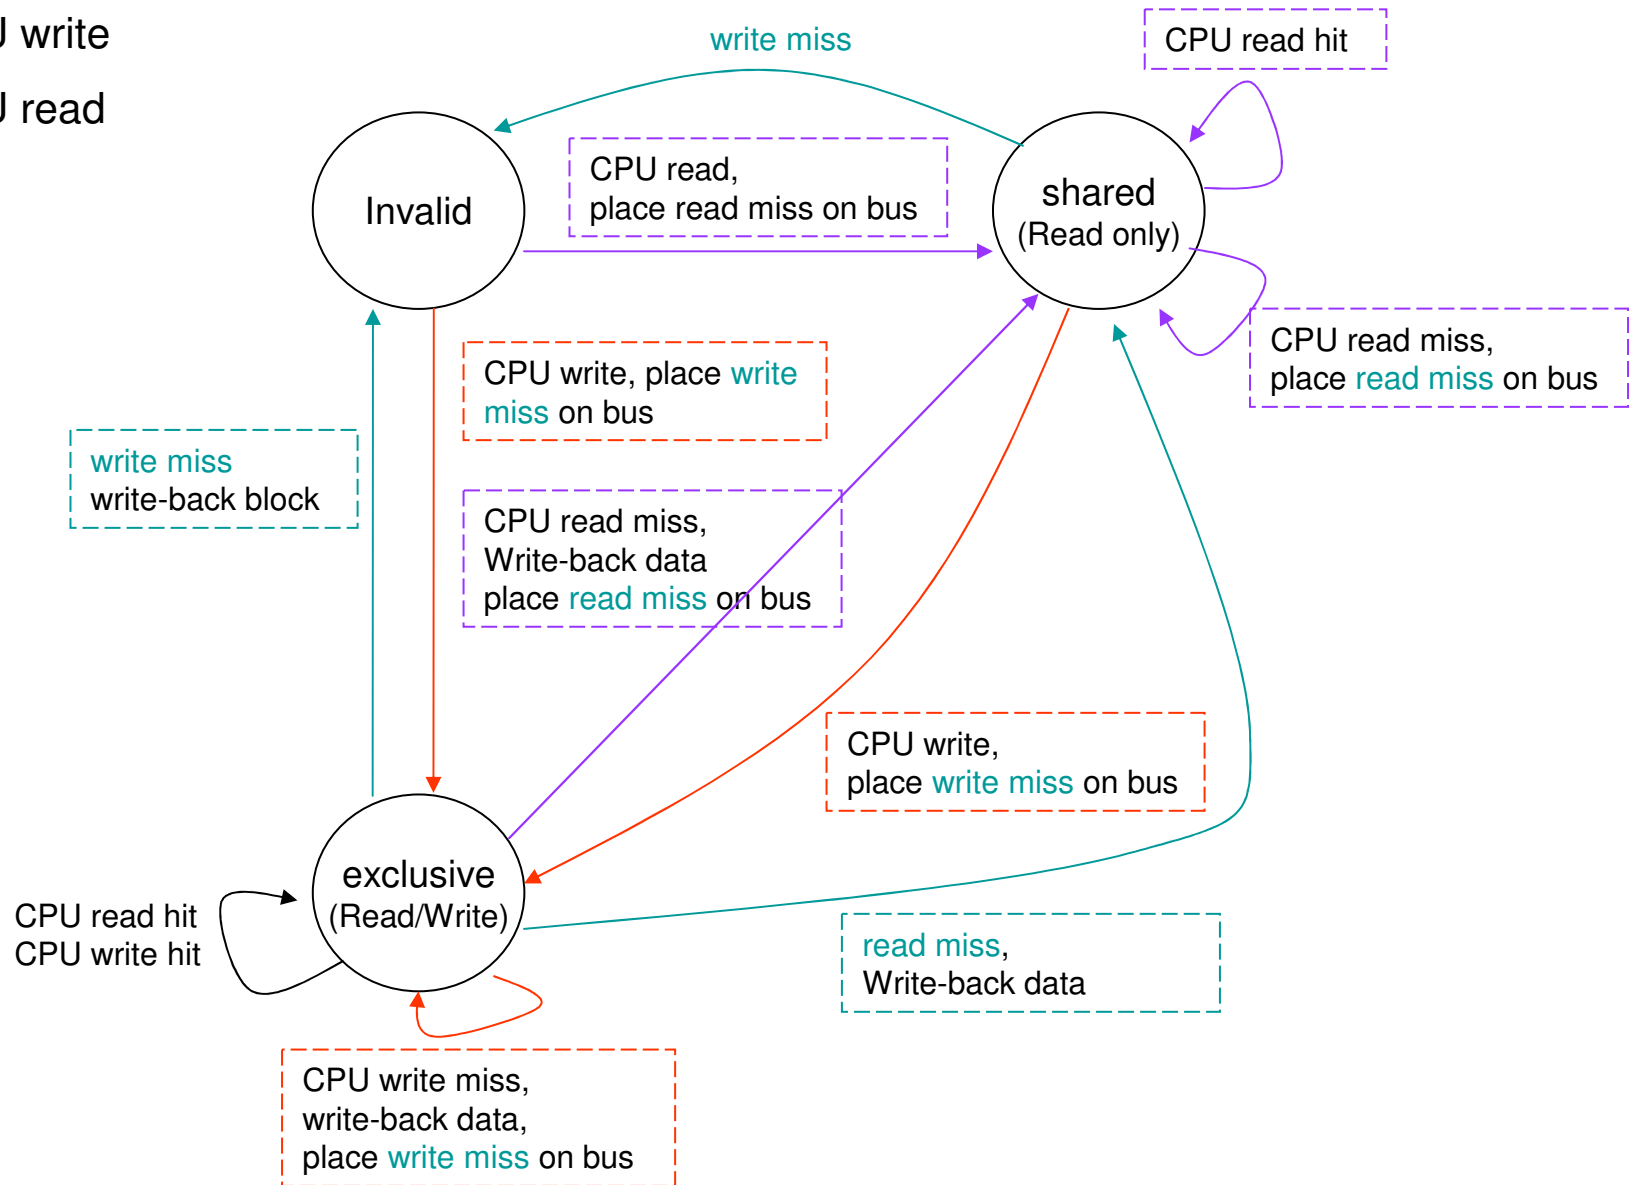 U write
U read
write miss
CPU read hit
CPU read,
place read miss on bus
Invalid
shared
(Read only)
CPU read miss,
place read miss on bus
CPU write, place write
miss on bus
write miss
write-back block
CPU read miss,
Write-back data
place read miss on bus
CPU write,
place write miss on bus
exclusive
(Read/Write)
CPU read hit
CPU write hit
read miss,
Write-back data
CPU write miss,
write-back data,
place write miss on bus